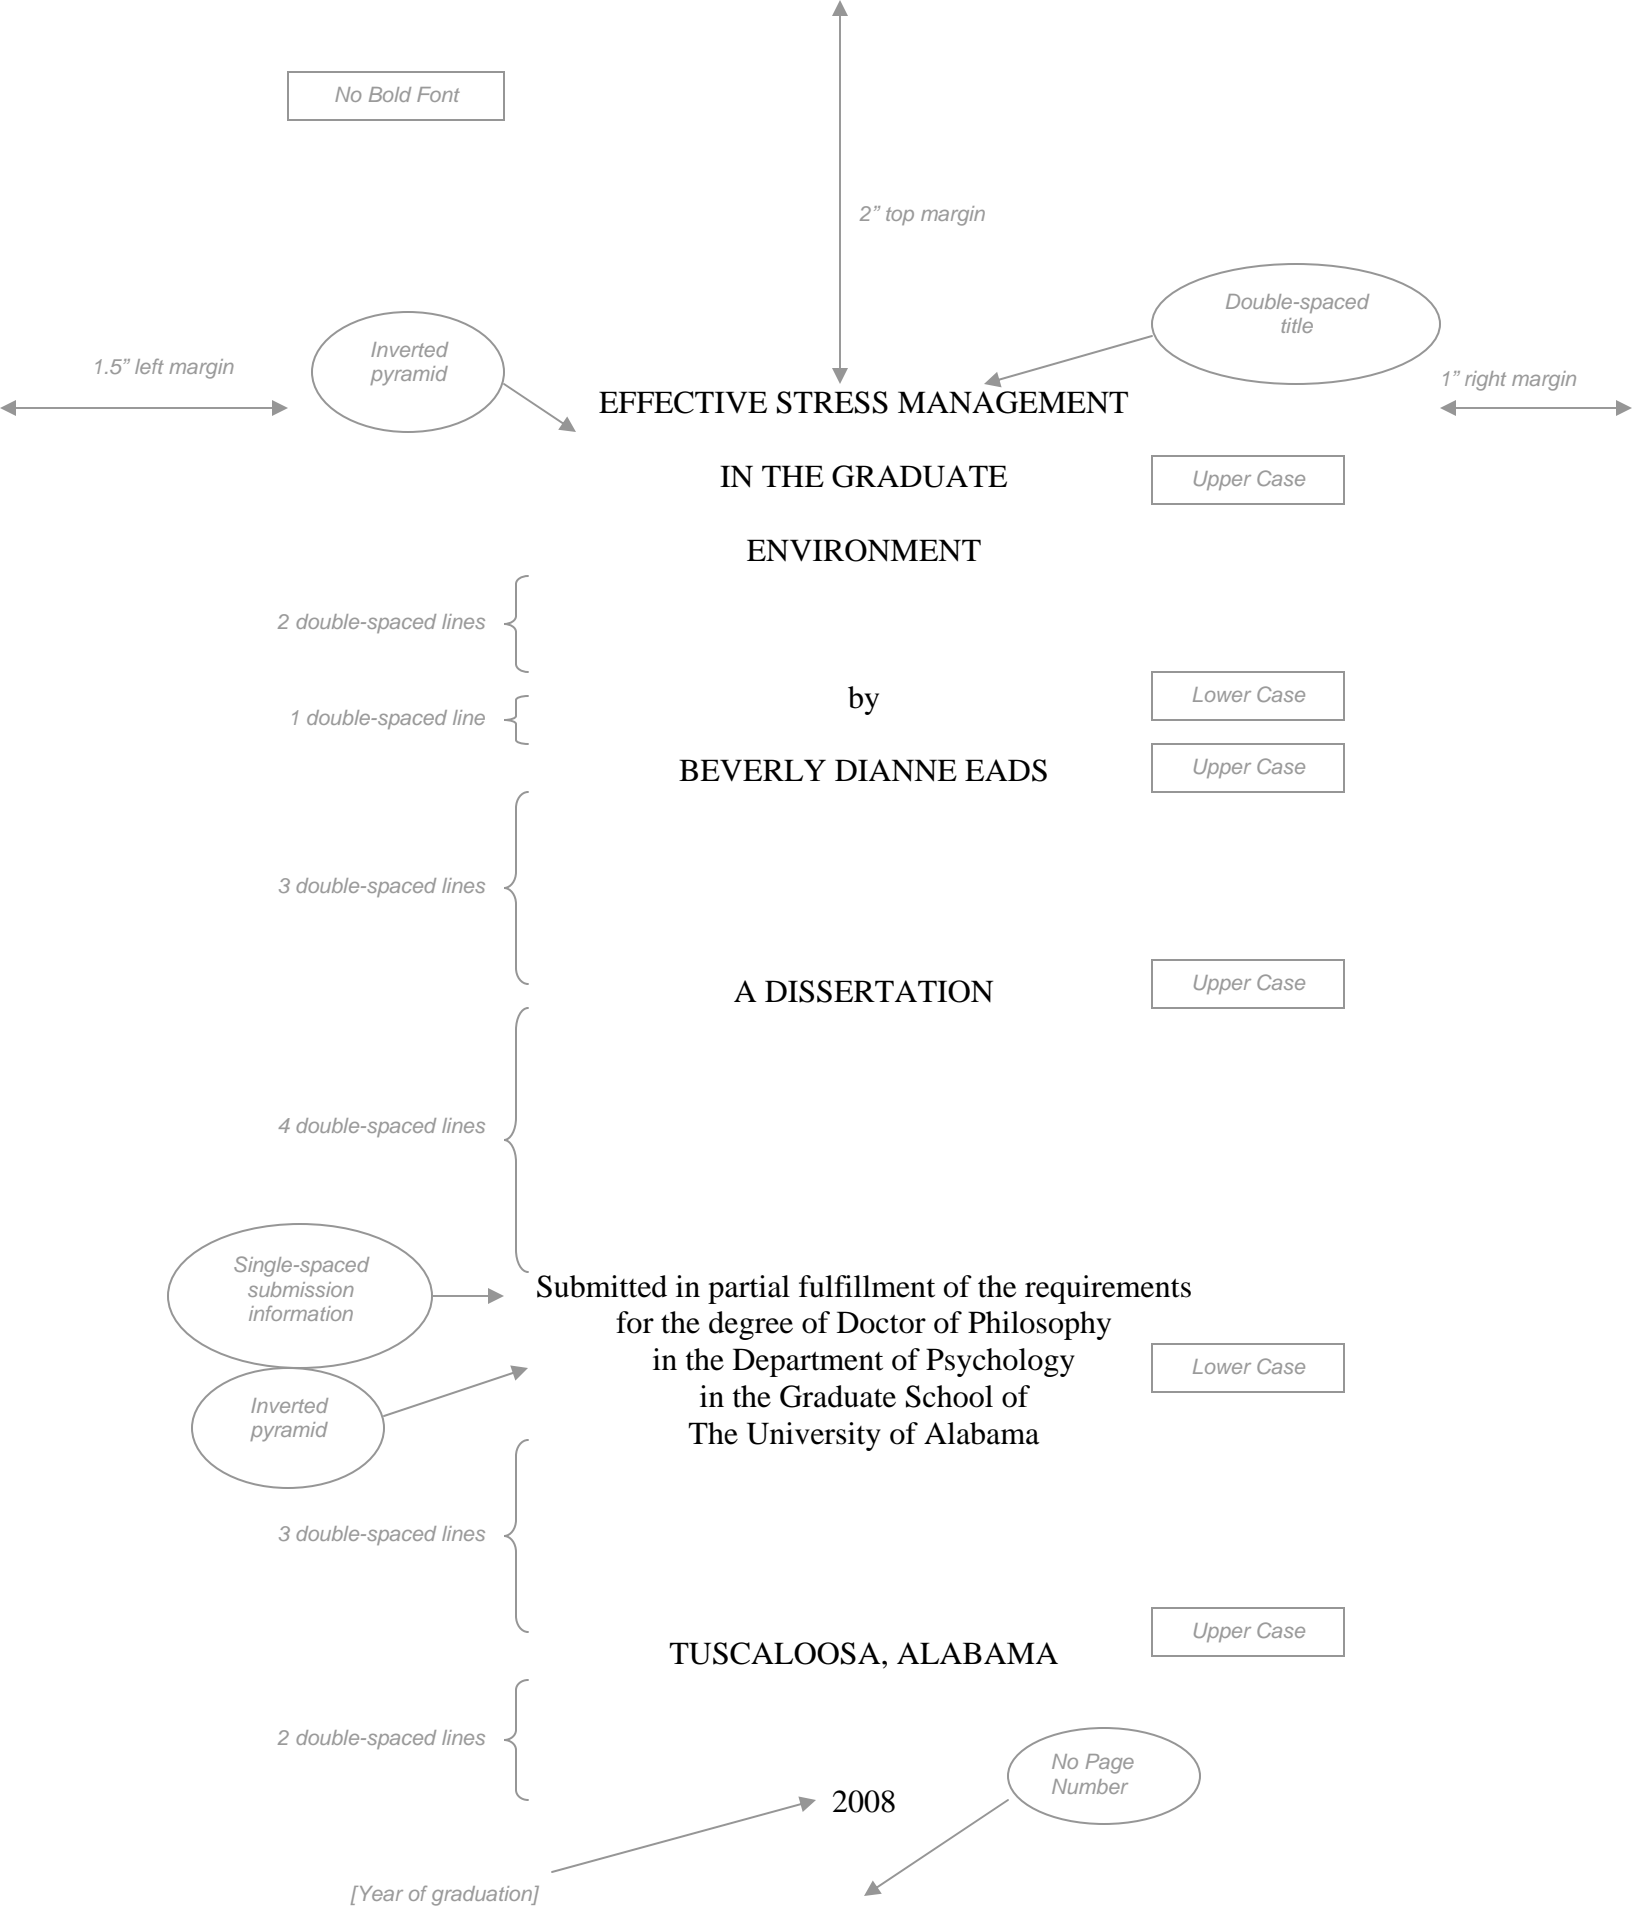 No Bold Font
2” top margin
Double-spaced
title
Inverted
pyramid
1.5” left margin
1” right margin
EFFECTIVE STRESS MANAGEMENT
IN THE GRADUATE
Upper Case
ENVIRONMENT
2 double-spaced lines
by
Lower Case
1 double-spaced line
BEVERLY DIANNE EADS
Upper Case
3 double-spaced lines
A DISSERTATION
Upper Case
4 double-spaced lines
Single-spaced
submission
information
Submitted in partial fulfillment of the requirements
for the degree of Doctor of Philosophy
in the Department of Psychology
in the Graduate School of
The University of Alabama
Lower Case
Inverted
pyramid
3 double-spaced lines
Upper Case
TUSCALOOSA, ALABAMA
2 double-spaced lines
No Page
Number
2008
[Year of graduation]